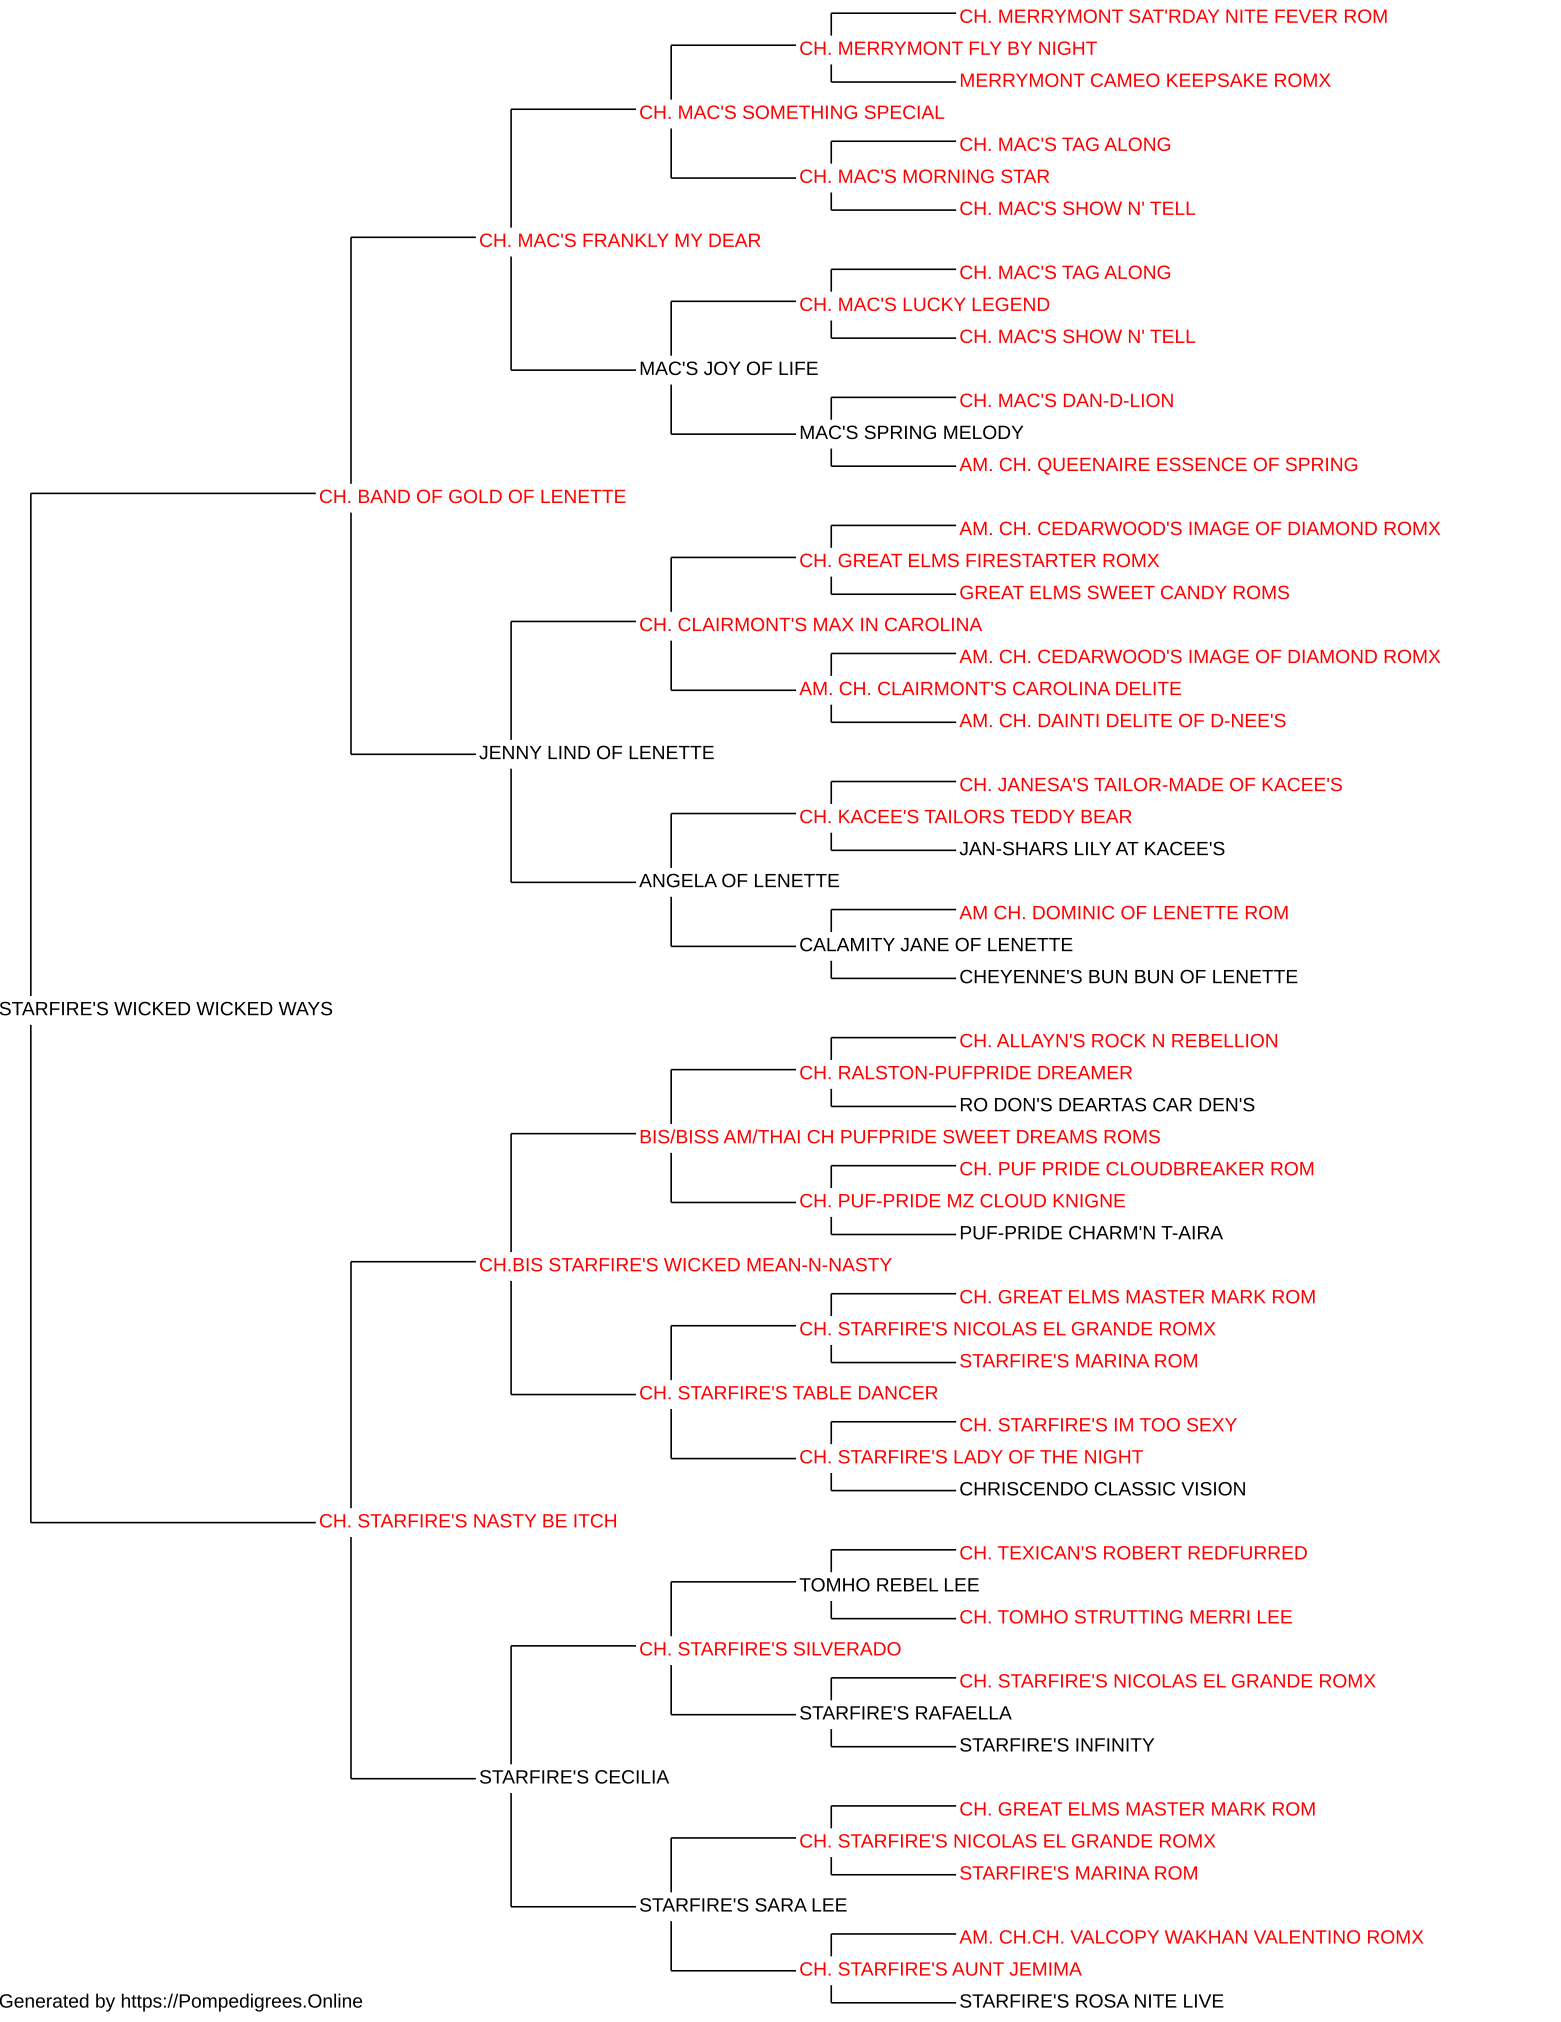 CH. MERRYMONT SAT'RDAY NITE FEVER ROM
CH. MERRYMONT FLY BY NIGHT
MERRYMONT CAMEO KEEPSAKE ROMX
CH. MAC'S SOMETHING SPECIAL
CH. MAC'S TAG ALONG
CH. MAC'S MORNING STAR
CH. MAC'S SHOW N' TELL
CH. MAC'S FRANKLY MY DEAR
CH. MAC'S TAG ALONG
CH. MAC'S LUCKY LEGEND
CH. MAC'S SHOW N' TELL
MAC'S JOY OF LIFE
CH. MAC'S DAN-D-LION
MAC'S SPRING MELODY
AM. CH. QUEENAIRE ESSENCE OF SPRING
CH. BAND OF GOLD OF LENETTE
AM. CH. CEDARWOOD'S IMAGE OF DIAMOND ROMX
CH. GREAT ELMS FIRESTARTER ROMX
GREAT ELMS SWEET CANDY ROMS
CH. CLAIRMONT'S MAX IN CAROLINA
AM. CH. CEDARWOOD'S IMAGE OF DIAMOND ROMX
AM. CH. CLAIRMONT'S CAROLINA DELITE
AM. CH. DAINTI DELITE OF D-NEE'S
JENNY LIND OF LENETTE
CH. JANESA'S TAILOR-MADE OF KACEE'S
CH. KACEE'S TAILORS TEDDY BEAR
JAN-SHARS LILY AT KACEE'S
ANGELA OF LENETTE
AM CH. DOMINIC OF LENETTE ROM
CALAMITY JANE OF LENETTE
CHEYENNE'S BUN BUN OF LENETTE
STARFIRE'S WICKED WICKED WAYS
CH. ALLAYN'S ROCK N REBELLION
CH. RALSTON-PUFPRIDE DREAMER
RO DON'S DEARTAS CAR DEN'S
BIS/BISS AM/THAI CH PUFPRIDE SWEET DREAMS ROMS
CH. PUF PRIDE CLOUDBREAKER ROM
CH. PUF-PRIDE MZ CLOUD KNIGNE
PUF-PRIDE CHARM'N T-AIRA
CH.BIS STARFIRE'S WICKED MEAN-N-NASTY
CH. GREAT ELMS MASTER MARK ROM
CH. STARFIRE'S NICOLAS EL GRANDE ROMX
STARFIRE'S MARINA ROM
CH. STARFIRE'S TABLE DANCER
CH. STARFIRE'S IM TOO SEXY
CH. STARFIRE'S LADY OF THE NIGHT
CHRISCENDO CLASSIC VISION
CH. STARFIRE'S NASTY BE ITCH
CH. TEXICAN'S ROBERT REDFURRED
TOMHO REBEL LEE
CH. TOMHO STRUTTING MERRI LEE
CH. STARFIRE'S SILVERADO
CH. STARFIRE'S NICOLAS EL GRANDE ROMX
STARFIRE'S RAFAELLA
STARFIRE'S INFINITY
STARFIRE'S CECILIA
CH. GREAT ELMS MASTER MARK ROM
CH. STARFIRE'S NICOLAS EL GRANDE ROMX
STARFIRE'S MARINA ROM
STARFIRE'S SARA LEE
AM. CH.CH. VALCOPY WAKHAN VALENTINO ROMX
CH. STARFIRE'S AUNT JEMIMA
STARFIRE'S ROSA NITE LIVE
Generated by https://Pompedigrees.Online